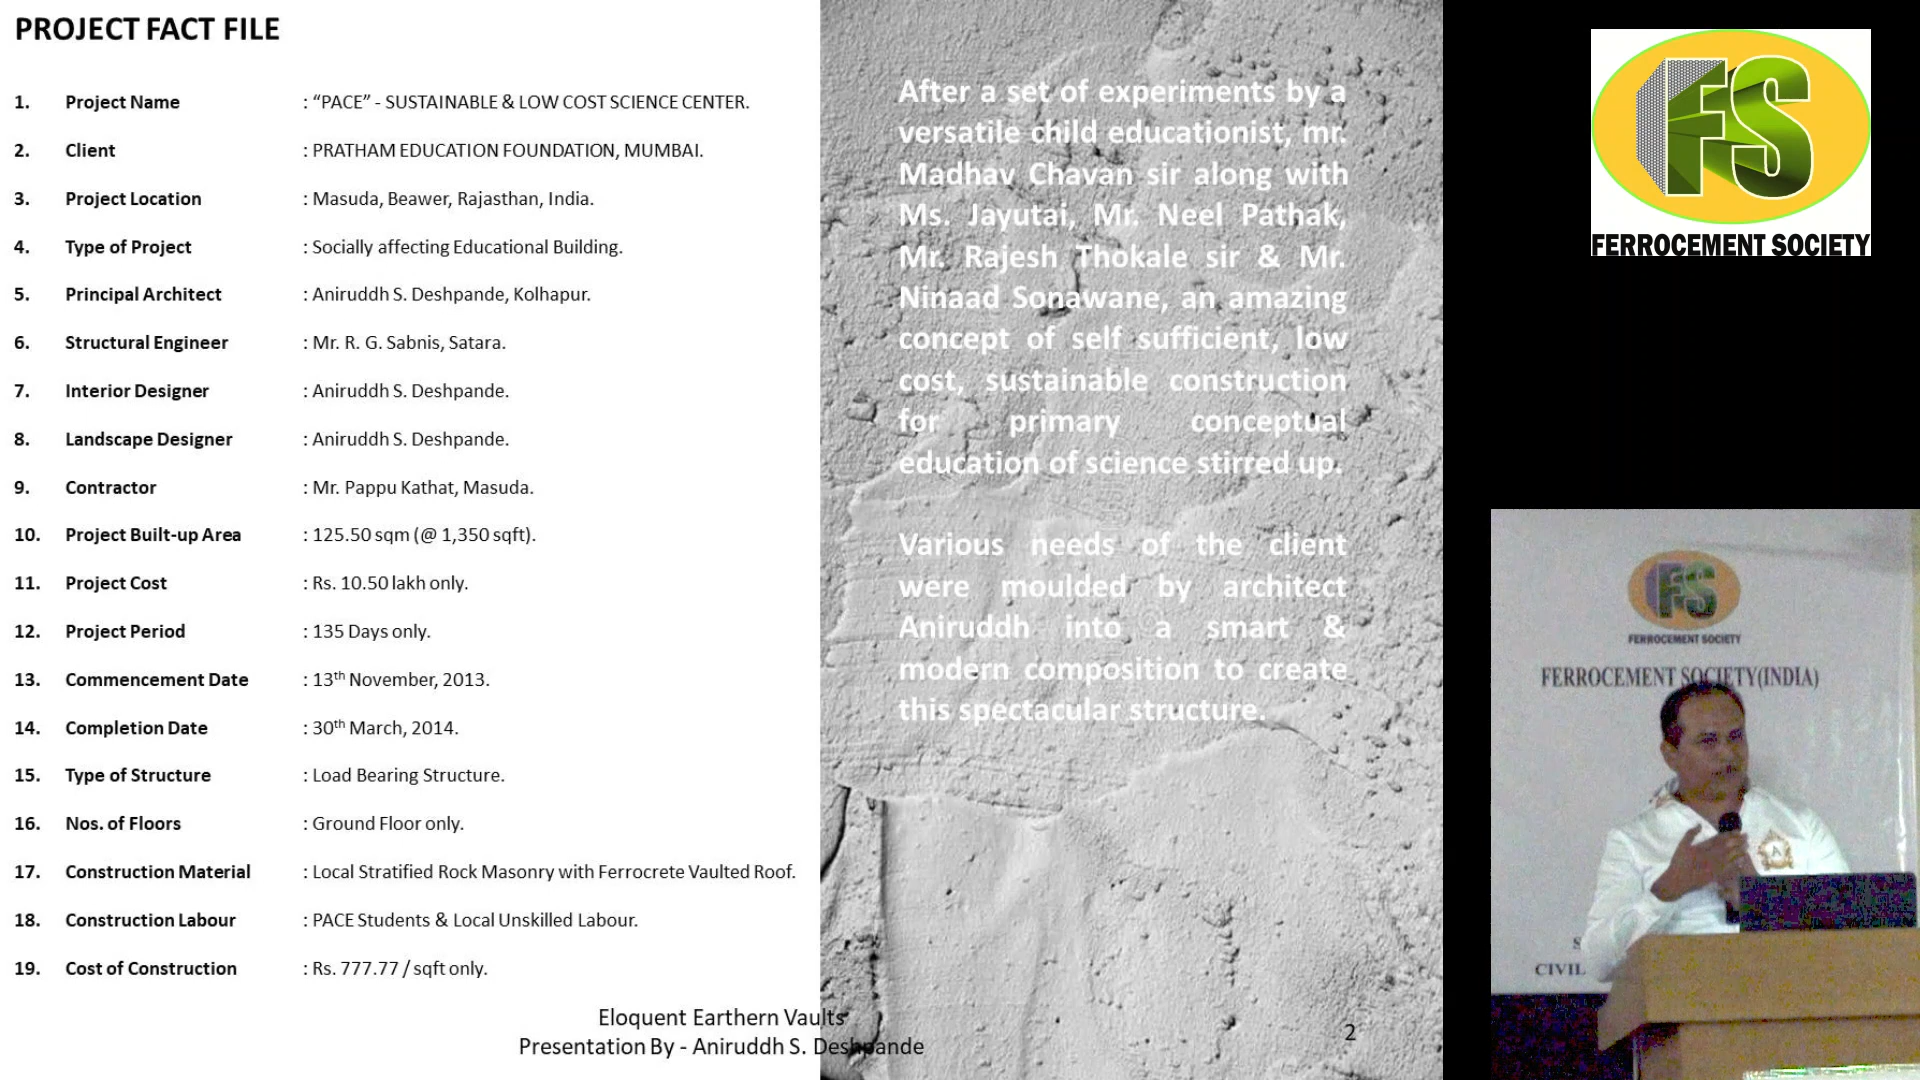 PROJECT FACT FILE
1. Project Name : “PACE” - SUSTAINABLE & LOW COST SCIENCE CENTER.
2. Client : PRATHAM EDUCATION FOUNDATION, MUMBAI.
3. Project Location : Masuda, Beawer, Rajasthan, India.
4. Type of Project : Socially affecting Educational Building.
5. Principal Architect : Aniruddh S. Deshpande, Kolhapur.
6. Structural Engineer : Mr. R. G. Sabnis, Satara.
7. Interior Designer : Aniruddh S. Deshpande.
8. Landscape Designer : Aniruddh S. Deshpande.
9. Contractor : Mr. Pappu Kathat, Masuda.
10. Project Built-up Area : 125.50 sqm (@ 1,350 sqft).
11. Project Cost : Rs. 10.50 lakh only.
12. Project Period : 135 Days only.
13. Commencement Date : 13th November, 2013.
14. Completion Date : 30th March, 2014.
15. Type of Structure : Load Bearing Structure.
16. Nos. of Floors : Ground Floor only.
17. Construction Material : Local Stratified Rock Masonry with Ferrocrete Vaulted Roof.
18. Construction Labour : PACE Students & Local Unskilled Labour.
19. Cost of Construction : Rs. 777.77 / sqft only.
After a set of experiments by a
versatile child educationist, mr.
Madhav Chavan sir along with
Ms. Jayutai, Mr. Neel Pathak,
Mr. Rajesh Thokale sir & Mr.
Ninaad Sonawane, an amazing
concept of self sufficient, low
cost, sustainable construction
for primary conceptual
education of science stirred up.
Various needs of the client
were moulded by architect
Aniruddh into a smart &
modern composition to create
this spectacular structure.
Eloquent Earthern Vaults
Presentation By - Aniruddh S. Deshpande
2
FS
FERROCEMENT SOCIETY
FS
FERROCEMENT SOCIETY
FERROCEMENT SOCIETY(INDIA)
S
CIVIL
A